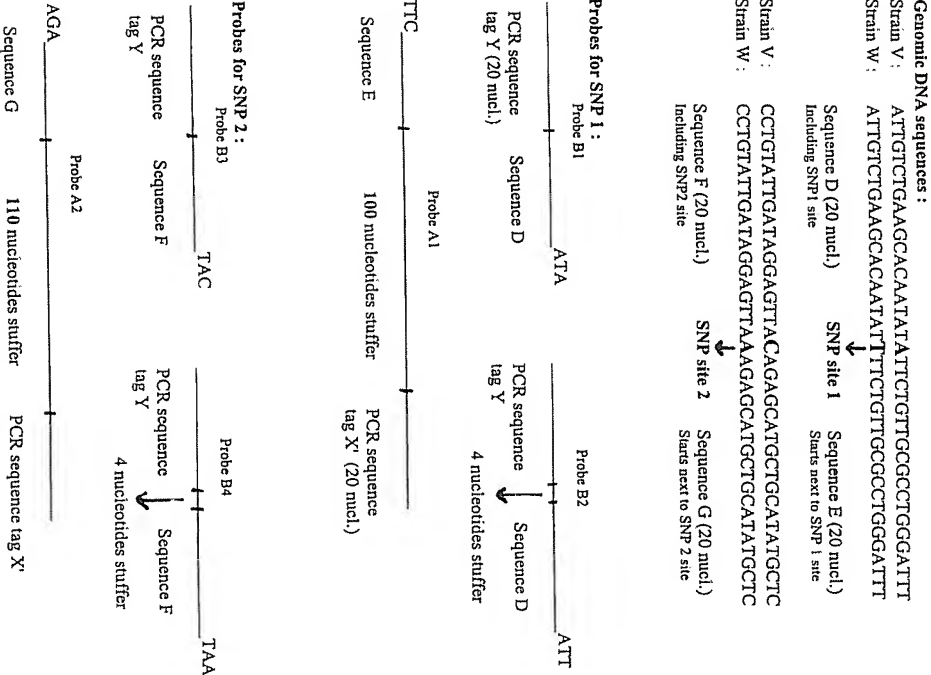 Genomic DNA sequences :
Strain V : ATTGTCTGAAGCACAATATATTCTGTTGCGCCTGGGATTT
Strain W : ATTGTCTGAAGCACAATATTTTCTGTTGCGCCTGGGATTT
Sequence D (20 nucl.) SNP site 1 Sequence E (20 nucl.)
Including SNP1 site Starts next to SNP 1 site
Strain V : CCTGTATTGATAGGAGTTACAGAGCATGCTGCATATGCTC
Strain W : CCTGTATTGATAGGAGTTAAAGAGCATGCTGCATATGCTC
Sequence F (20 nucl.) SNP site 2 Sequence G (20 nucl.)
Including SNP2 site Starts next to SNP 2 site
Probes for SNP 1 :
Probe B1 Probe B2
ATA ATT
PCR sequence Sequence D PCR sequence Sequence D
tag Y (20 nucl.) tag Y
4 nucleotides stuffer
Probe A1
TTC
Sequence E 100 nucleotides stuffer PCR sequence
tag X' (20 nucl.)
Probes for SNP 2 :
Probe B3 Probe B4
TAC TAA
PCR sequence Sequence F PCR sequence Sequence F
tag Y tag Y
4 nucleotides stuffer
Probe A2
AGA
Sequence G 110 nucleotides stuffer PCR sequence tag X'